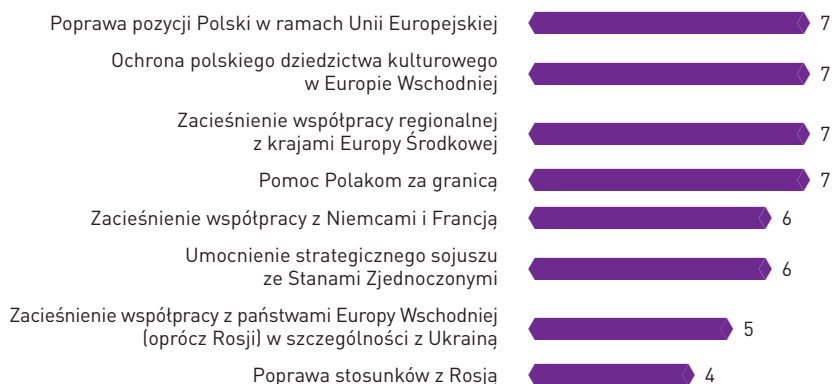 Poprawa pozycji Polski w ramach Unii Europejskiej 7
Ochrona polskiego dziedzictwa kulturowego
w Europie Wschodniej 7
Zacieśnienie współpracy regionalnej
z krajami Europy Środkowej 7
Pomoc Polakom za granicą 7
Zacieśnienie współpracy z Niemcami i Francją 6
Umocnienie strategicznego sojuszu
ze Stanami Zjednoczonymi 6
Zacieśnienie współpracy z państwami Europy Wschodniej
(oprócz Rosji) w szczególności z Ukrainą 5
Poprawa stosunków z Rosją 4